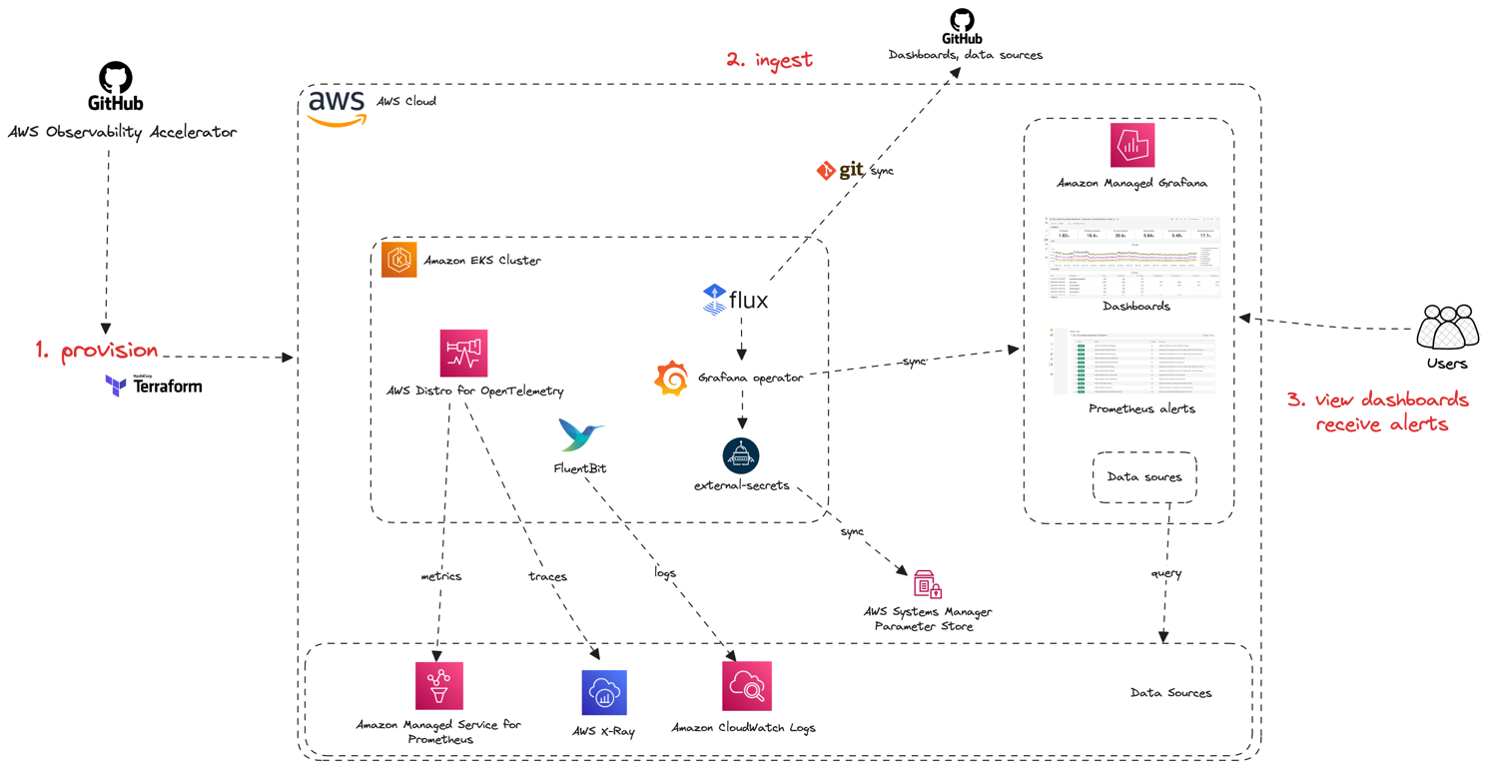 GitHub
Dashboards, data sources
2. ingest
GitHub
AWS Observability Accelerator
aws
AWS Cloud
git
sync
Amazon Managed Grafana
Amazon EKS Cluster
flux
Dashboards
AWS Distro for OpenTelemetry
Grafana operator
sync
1. provision
HashiCorp
Terraform
Users
3. view dashboards
receive alerts
Prometheus alerts
FluentBit
external-secrets
Data soures
sync
metrics
traces
logs
query
AWS Systems Manager
Parameter Store
Data Sources
Amazon Managed Service for
Prometheus
AWS X-Ray
Amazon CloudWatch Logs